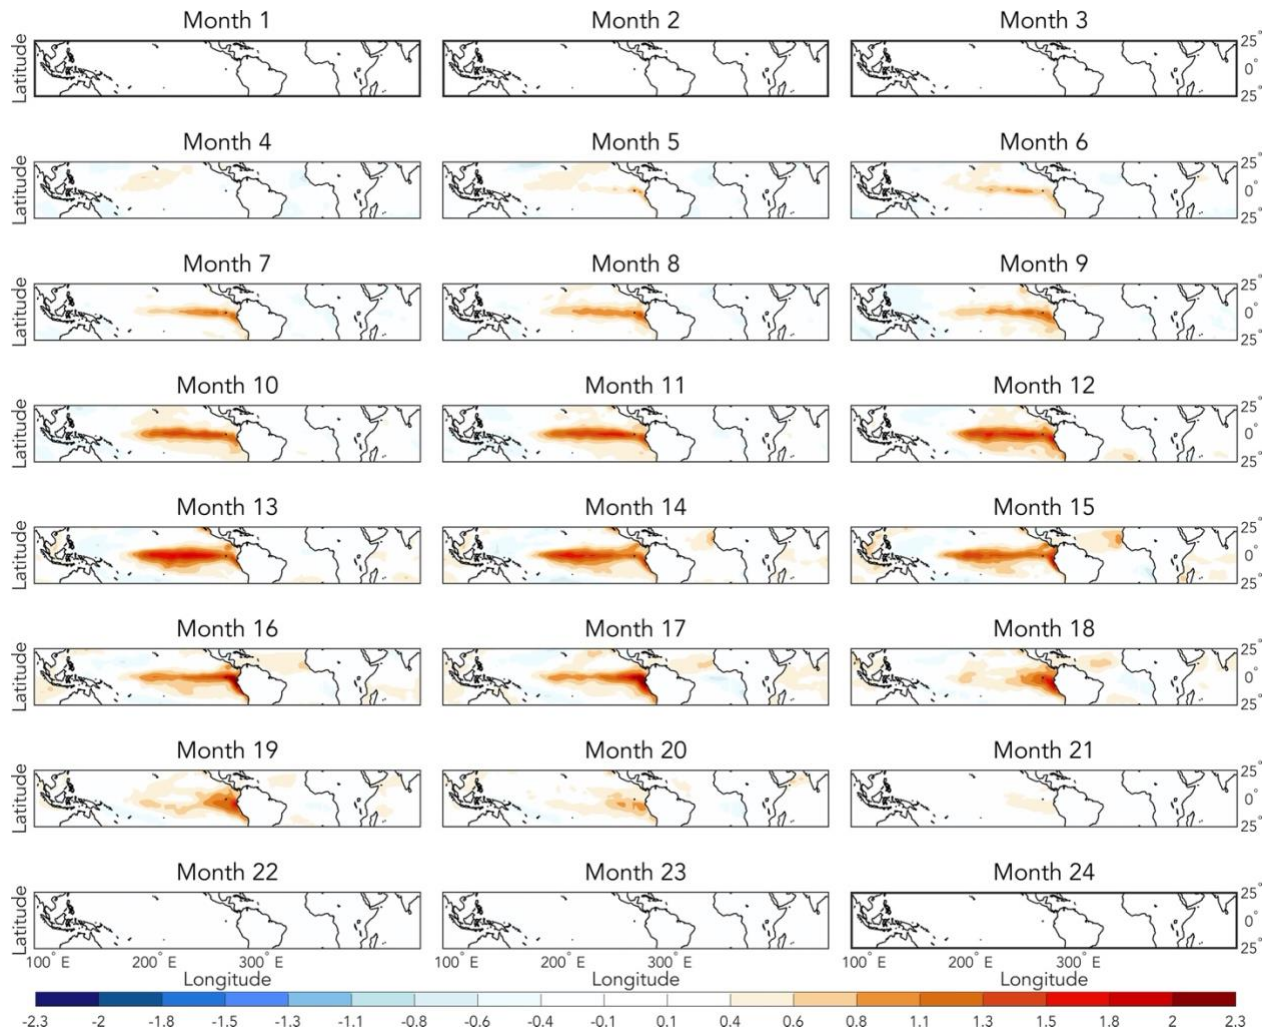 Month 1 Month 2 Month 3
Latitude 25°
0°
25°
Month 4 Month 5 Month 6
Latitude 25°
0°
25°
Month 7 Month 8 Month 9
Latitude 25°
0°
25°
Month 10 Month 11 Month 12
Latitude 25°
0°
25°
Month 13 Month 14 Month 15
Latitude 25°
0°
25°
Month 16 Month 17 Month 18
Latitude 25°
0°
25°
Month 19 Month 20 Month 21
Latitude 25°
0°
25°
Month 22 Month 23 Month 24
Latitude 25°
0°
25°
100° E 200° E 300° E 100° E 200° E 300° E 100° E 200° E 300° E
Longitude Longitude Longitude
-2.3 -2 -1.8 -1.5 -1.3 -1.1 -0.8 -0.6 -0.4 -0.1 0.1 0.4 0.6 0.8 1.1 1.3 1.5 1.8 2 2.3